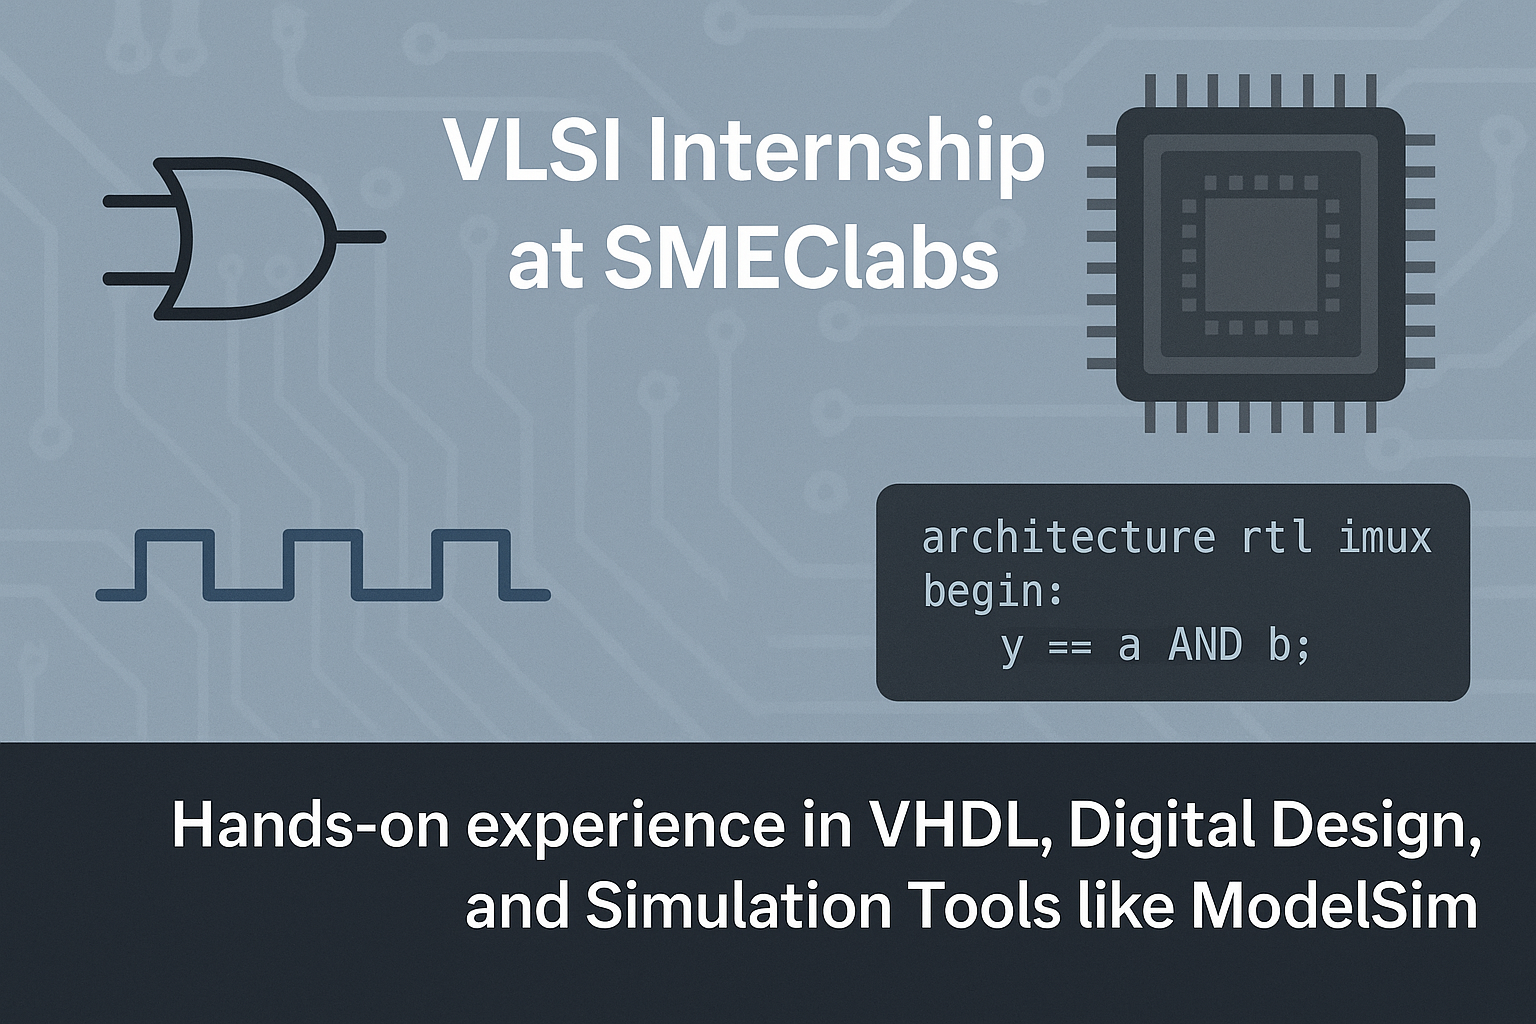 VLSI Internship
at SMEClabs
architecture rtl imux
begin:
y == a AND b;
Hands-on experience in VHDL, Digital Design,
and Simulation Tools like ModelSim